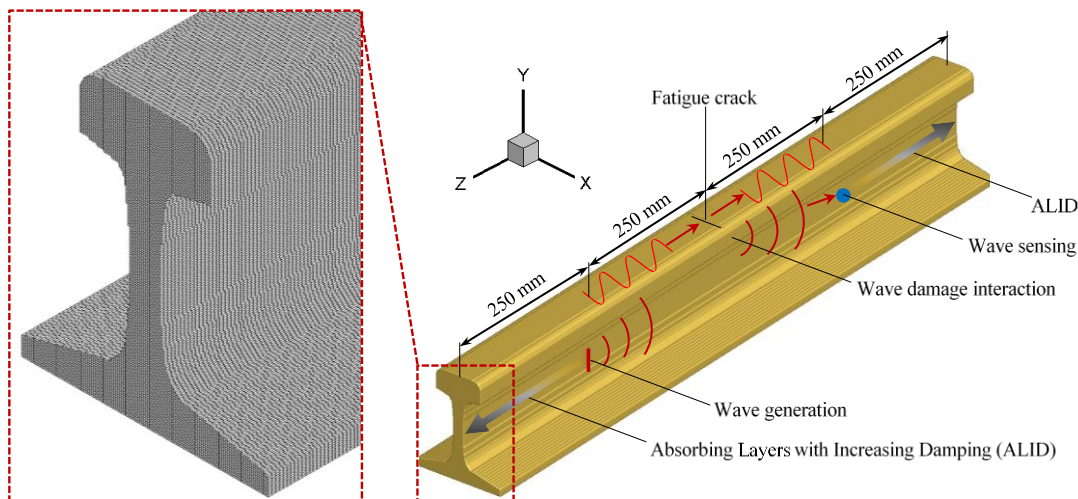 250 mm
Fatigue crack
Y
250 mm
Z
X
250 mm
ALID
Wave sensing
250 mm
Wave damage interaction
Wave generation
Absorbing Layers with Increasing Damping (ALID)